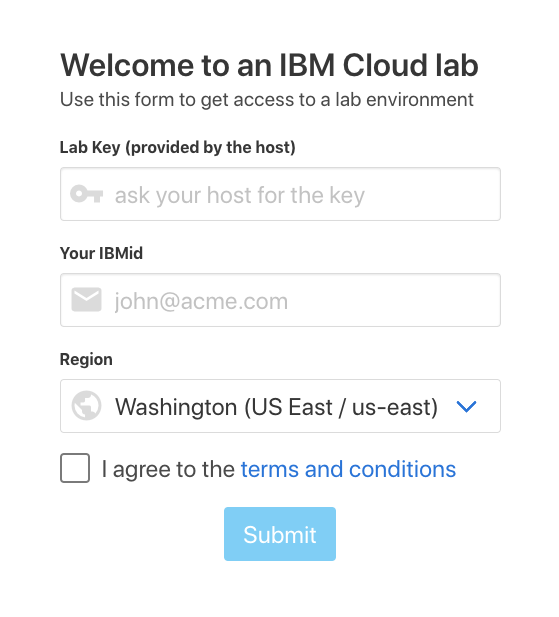 Welcome to an IBM Cloud lab
Use this form to get access to a lab environment
Lab Key (provided by the host)
ask your host for the key
Your IBMid
john@acme.com
Region
Washington (US East / us-east)
I agree to the terms and conditions
Submit